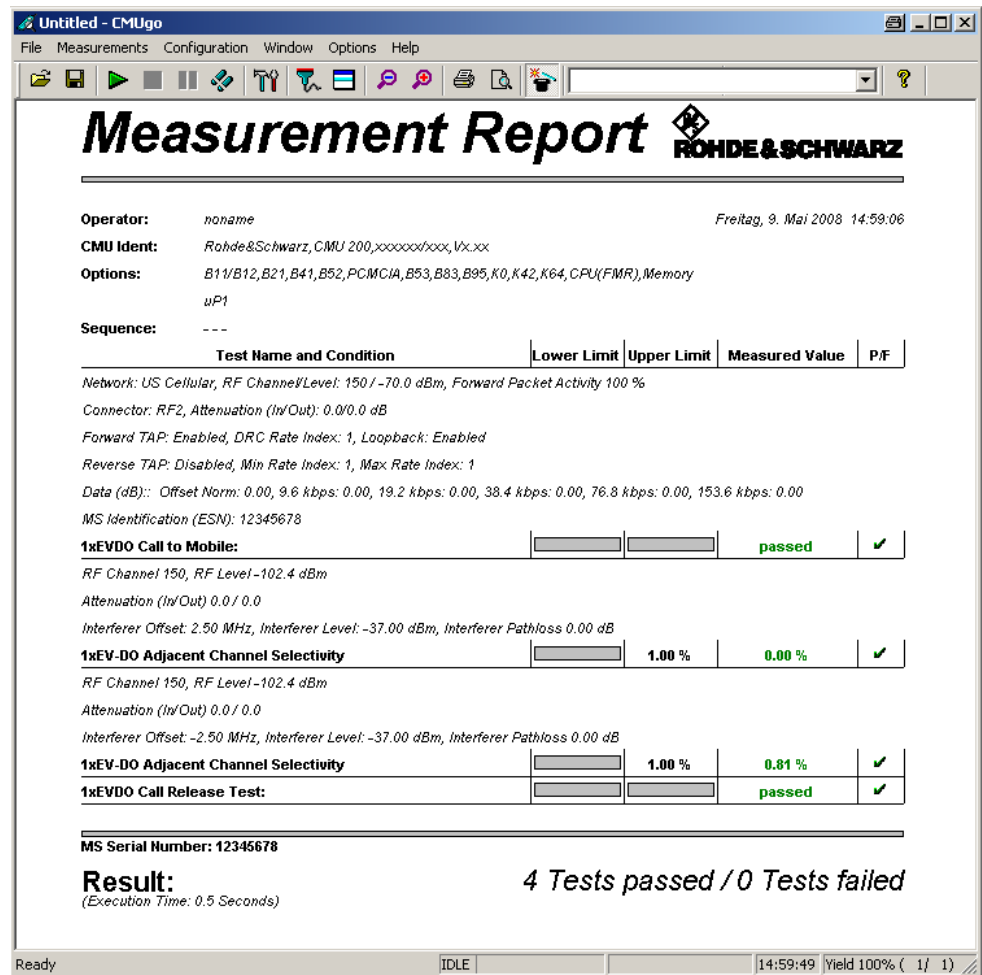 Untitled - CMUgo
File Measurements Configuration Window Options Help
Measurement Report ROHDE & SCHWARZ
Operator: noname Freitag, 9. Mai 2008 14:59:06
CMU Ident: Rohde&Schwarz,CMU 200,xxxxxx/xxx,Vx.xx
Options: B11/B12,B21,B41,B52,PCMCIA,B53,B83,B95,K0,K42,K64,CPU(FMR),Memory
uP1
Sequence: - - -
Test Name and Condition Lower Limit Upper Limit Measured Value P/F
Network: US Cellular, RF Channel/Level: 150 / -70.0 dBm, Forward Packet Activity 100 %
Connector: RF2, Attenuation (In/Out): 0.0/0.0 dB
Forward TAP: Enabled, DRC Rate Index: 1, Loopback: Enabled
Reverse TAP: Disabled, Min Rate Index: 1, Max Rate Index: 1
Data (dB):: Offset Norm: 0.00, 9.6 kbps: 0.00, 19.2 kbps: 0.00, 38.4 kbps: 0.00, 76.8 kbps: 0.00, 153.6 kbps: 0.00
MS Identification (ESN): 12345678
1xEVDO Call to Mobile: passed ✔
RF Channel 150, RF Level -102.4 dBm
Attenuation (In/Out) 0.0 / 0.0
Interferer Offset: 2.50 MHz, Interferer Level: -37.00 dBm, Interferer Pathloss 0.00 dB
1xEV-DO Adjacent Channel Selectivity 1.00 % 0.00 % ✔
RF Channel 150, RF Level -102.4 dBm
Attenuation (In/Out) 0.0 / 0.0
Interferer Offset: -2.50 MHz, Interferer Level: -37.00 dBm, Interferer Pathloss 0.00 dB
1xEV-DO Adjacent Channel Selectivity 1.00 % 0.81 % ✔
1xEVDO Call Release Test: passed ✔
MS Serial Number: 12345678
Result: 4 Tests passed / 0 Tests failed
(Execution Time: 0.5 Seconds)
Ready IDLE 14:59:49 Yield 100% ( 1/ 1)